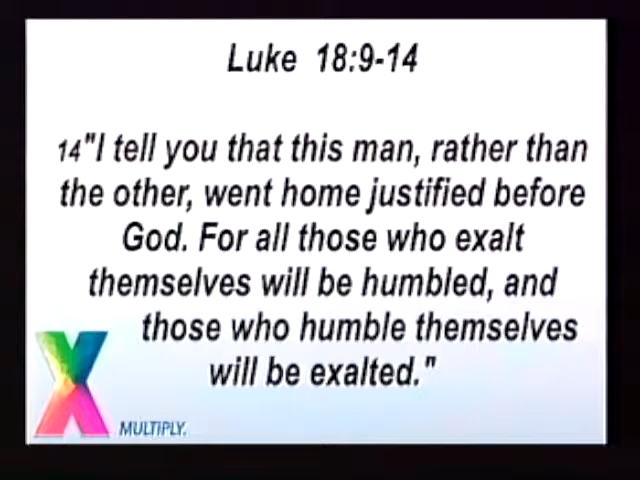 Luke 18:9-14
14"I tell you that this man, rather than
the other, went home justified before
God. For all those who exalt
themselves will be humbled, and
those who humble themselves
will be exalted."
X
MULTIPLY.